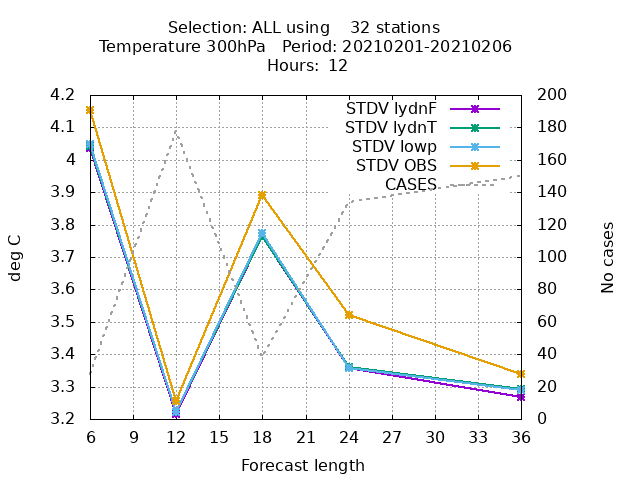 Selection: ALL using    32 stations
Temperature 300hPa   Period: 20210201-20210206
Hours:  12
4.2
4.1
4
3.9
3.8
3.7
3.6
3.5
3.4
3.3
3.2
deg C
STDV lydnF
STDV lydnT
STDV lowp
STDV OBS
CASES
200
180
160
140
120
100
80
60
40
20
0
No cases
6 9 12 15 18 21 24 27 30 33 36
Forecast length